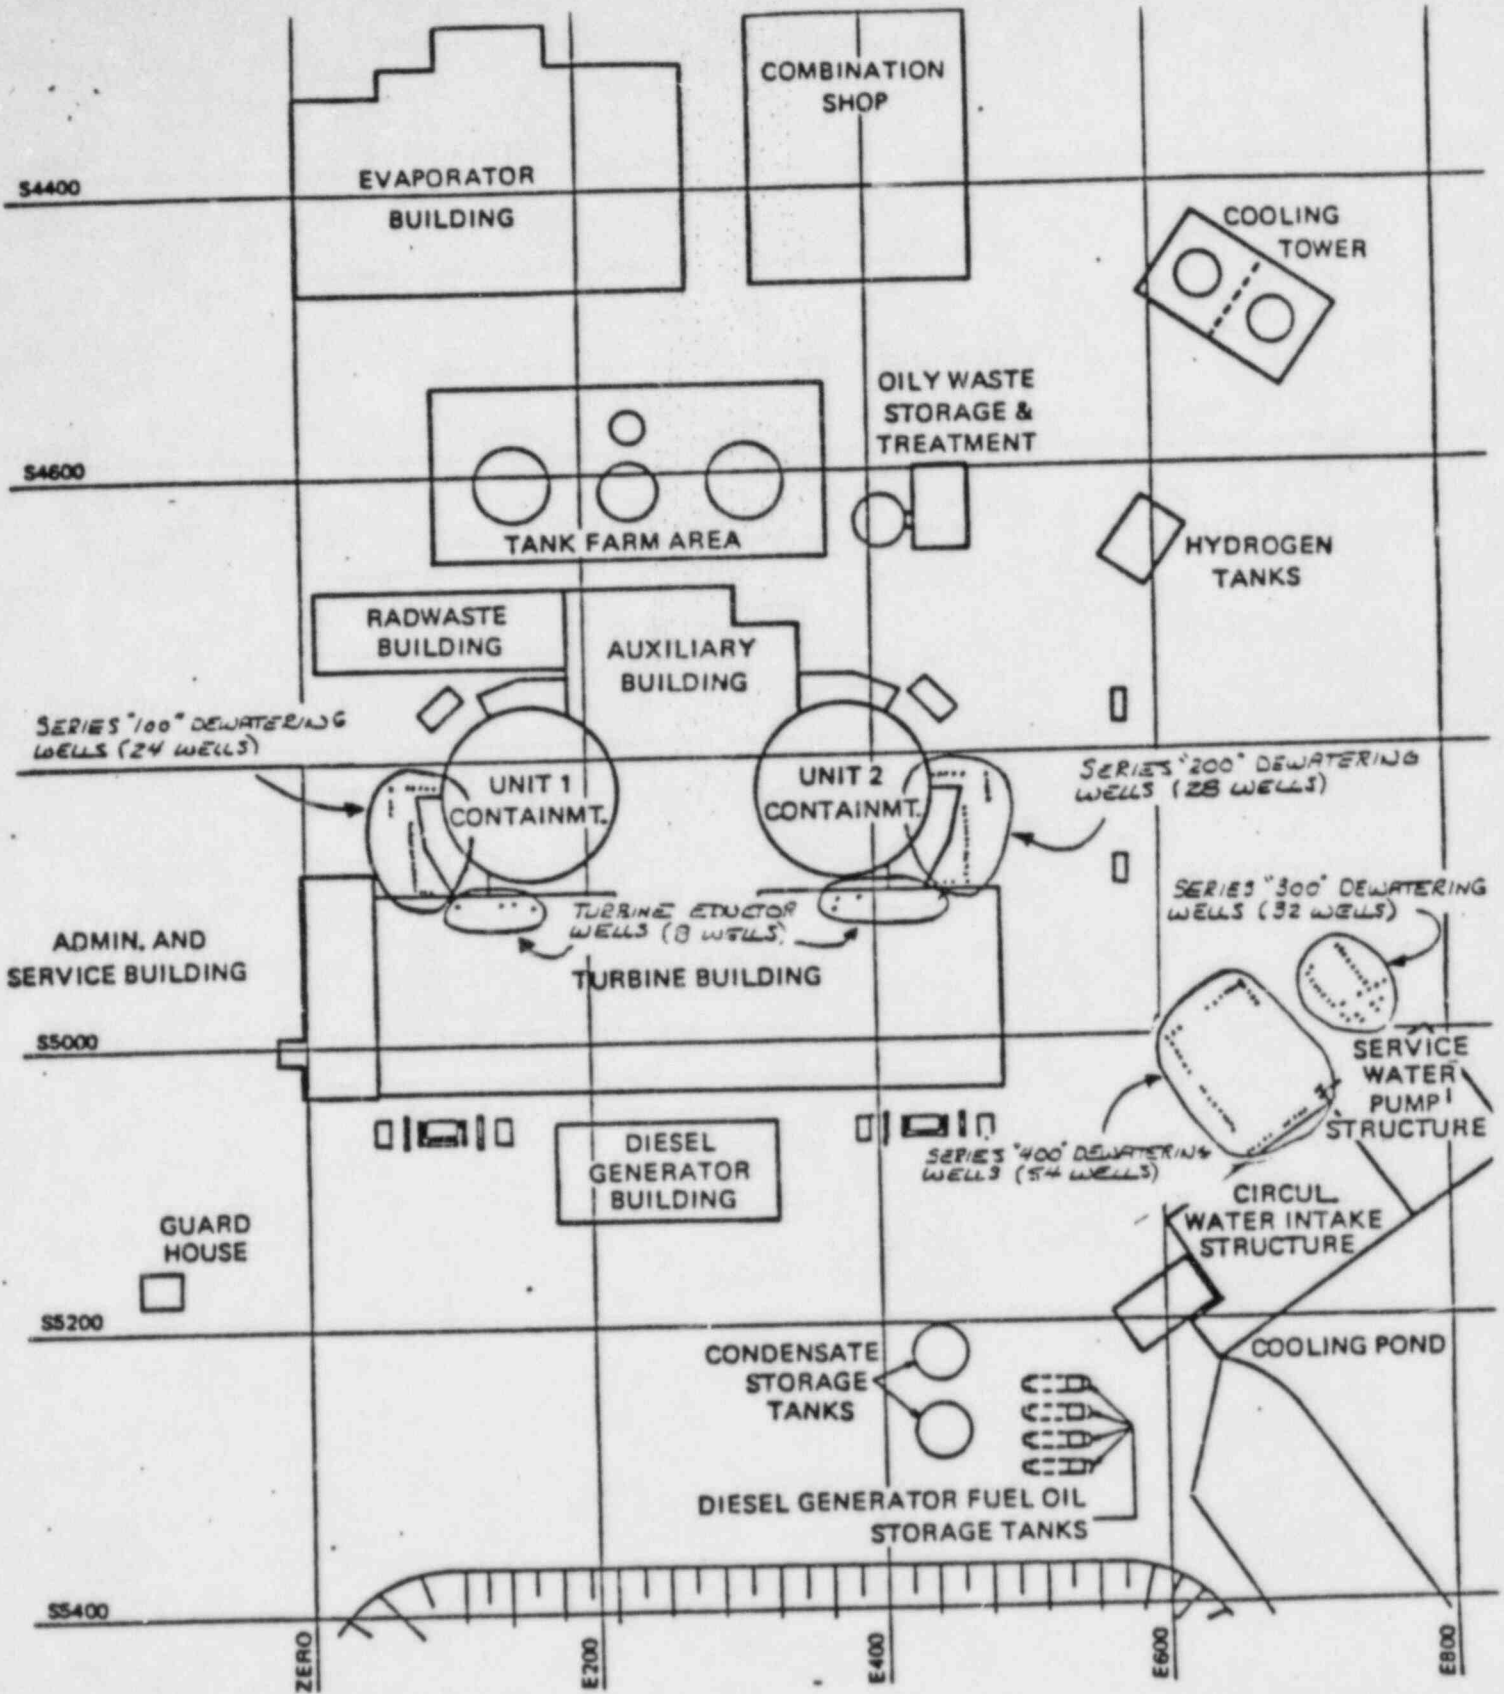 COMBINATION
SHOP
EVAPORATOR
BUILDING
S4400
COOLING
TOWER
OILY WASTE
STORAGE &
TREATMENT
S4600
TANK FARM AREA
HYDROGEN
TANKS
RADWASTE
BUILDING
AUXILIARY
BUILDING
SERIES "100" DEWATERING
WELLS (24 WELLS)
UNIT 1
CONTAINMT.
UNIT 2
CONTAINMT.
SERIES "200" DEWATERING
WELLS (28 WELLS)
SERIES "300" DEWATERING
WELLS (32 WELLS)
TURBINE EDUCTOR
WELLS (8 WELLS)
ADMIN. AND
SERVICE BUILDING
TURBINE BUILDING
S5000
SERVICE
WATER
PUMP
STRUCTURE
DIESEL
GENERATOR
BUILDING
SERIES "400" DEWATERING
WELLS (54 WELLS)
CIRCUL.
WATER INTAKE
STRUCTURE
GUARD
HOUSE
S5200
CONDENSATE
STORAGE
TANKS
COOLING POND
DIESEL GENERATOR FUEL OIL
STORAGE TANKS
S5400
ZERO
E200
E400
E600
E800